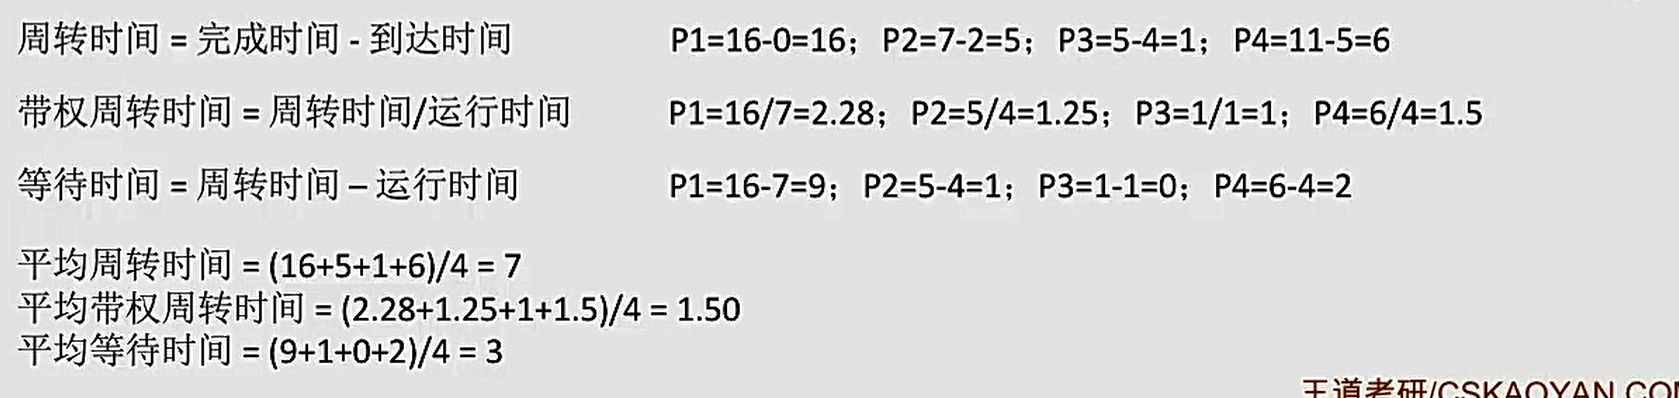 周转时间 = 完成时间 - 到达时间 P1=16-0=16；P2=7-2=5；P3=5-4=1；P4=11-5=6
带权周转时间 = 周转时间/运行时间 P1=16/7=2.28；P2=5/4=1.25；P3=1/1=1；P4=6/4=1.5
等待时间 = 周转时间 – 运行时间 P1=16-7=9；P2=5-4=1；P3=1-1=0；P4=6-4=2
平均周转时间 = (16+5+1+6)/4 = 7
平均带权周转时间 = (2.28+1.25+1+1.5)/4 = 1.50
平均等待时间 = (9+1+0+2)/4 = 3
王道考研/CSKAOYAN.COM